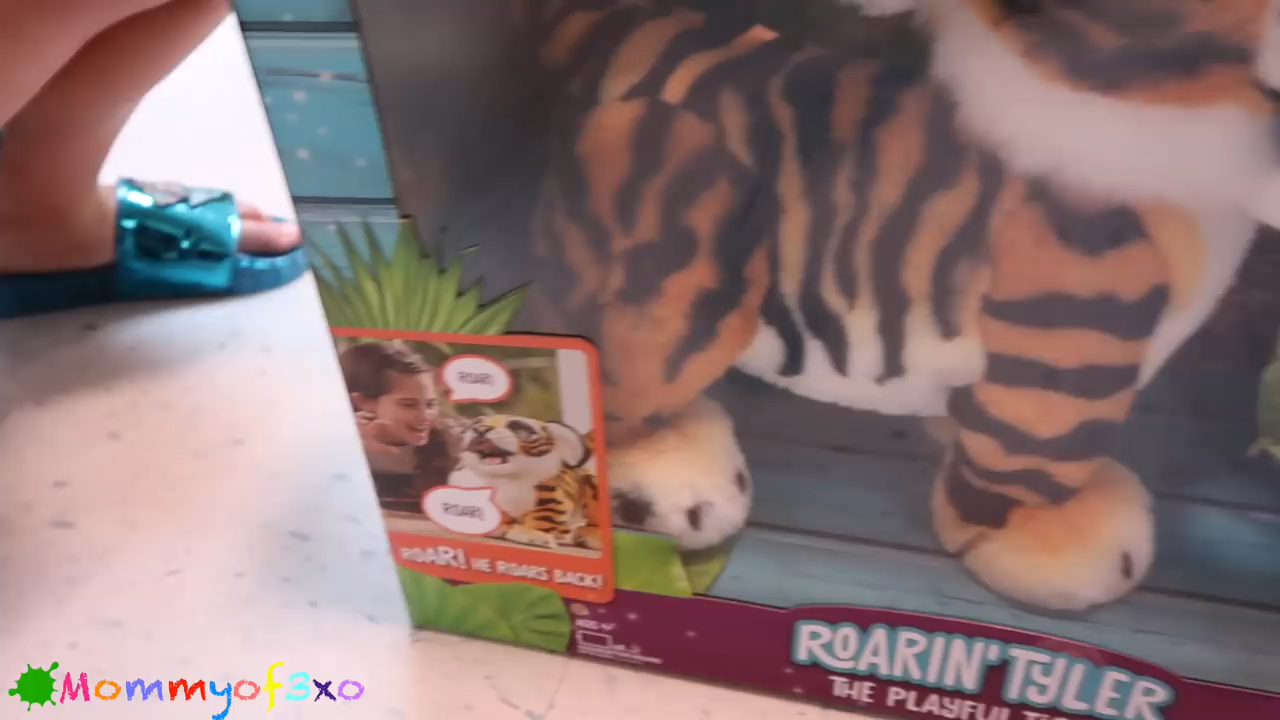 ROAR!
ROAR!
ROAR! HE ROARS BACK!
ROARIN' TYLER
THE PLAYFUL
Mommyof3xo